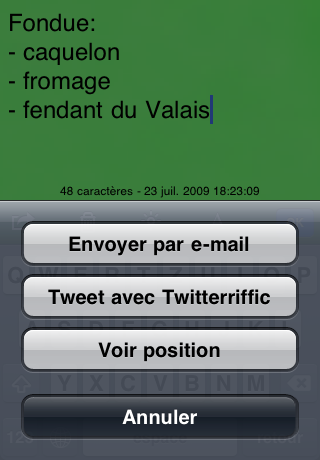 Fondue:
- caquelon
- fromage
- fendant du Valais
48 caractères - 23 juil. 2009 18:23:09
Envoyer par e-mail
Tweet avec Twitterriffic
Voir position
Y X C V B N M
Annuler